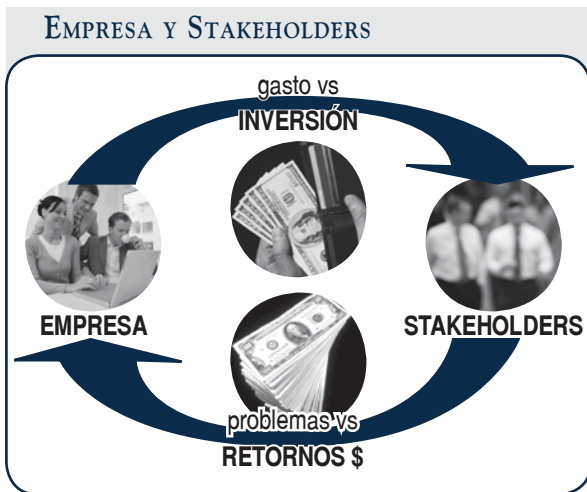 EMPRESA Y STAKEHOLDERS
gasto vs
INVERSIÓN
EMPRESA
STAKEHOLDERS
problemas vs
RETORNOS $